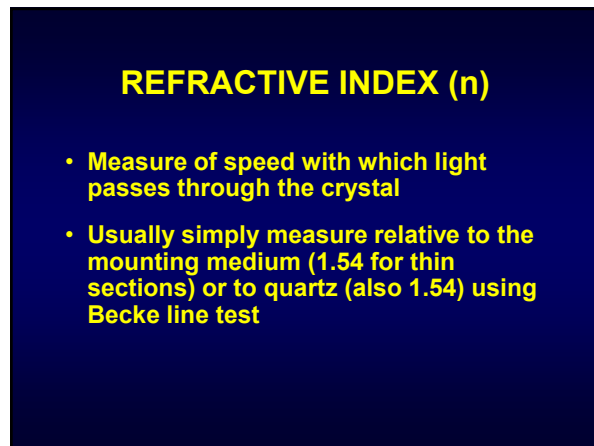 REFRACTIVE INDEX (n)
• Measure of speed with which light
passes through the crystal
• Usually simply measure relative to the
mounting medium (1.54 for thin
sections) or to quartz (also 1.54) using
Becke line test